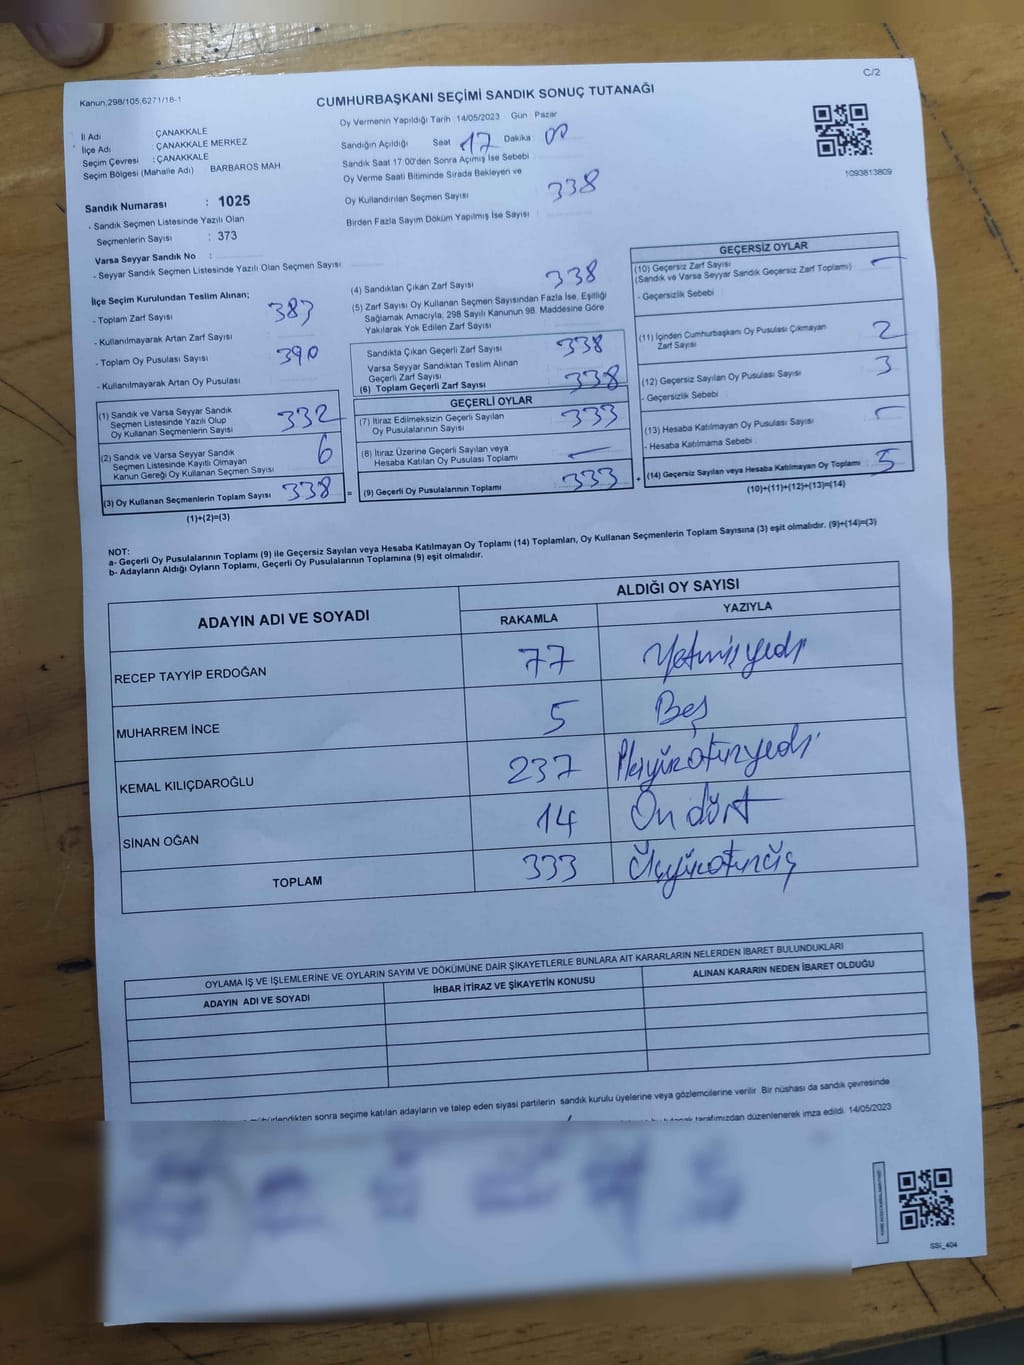 Kanun,298/105,6271/18-1
C/2
CUMHURBAŞKANI SEÇİMİ SANDIK SONUÇ TUTANAĞI
İl Adı ÇANAKKALE
İlçe Adı : ÇANAKKALE MERKEZ
Seçim Çevresi : ÇANAKKALE
Seçim Bölgesi (Mahalle Adı) BARBAROS MAH
Sandık Numarası : 1025
- Sandık Seçmen Listesinde Yazılı Olan
Seçmenlerin Sayısı : 373
Varsa Seyyar Sandık No :
- Seyyar Sandık Seçmen Listesinde Yazılı Olan Seçmen Sayısı
Oy Vermenin Yapıldığı Tarih :14/05/2023 Gün : Pazar
Sandığın Açıldığı Saat 17 Dakika 00
Sandık Saat 17:00'den Sonra Açımış İse Sebebi
Oy Verme Saati Bitiminde Sırada Bekleyen ve
Oy Kullandırılan Seçmen Sayısı 338
Birden Fazla Sayım Döküm Yapılmış İse Sayısı
1093813809
İlçe Seçim Kurulundan Teslim Alınan;
- Toplam Zarf Sayısı 383
- Kullanılmayarak Artan Zarf Sayısı
- Toplam Oy Pusulası Sayısı 390
- Kullanılmayarak Artan Oy Pusulası
(1) Sandık ve Varsa Seyyar Sandık
Seçmen Listesinde Yazılı Olup
Oy Kullanan Seçmenlerin Sayısı 332
(2) Sandık ve Varsa Seyyar Sandık
Seçmen Listesinde Kayıtlı Olmayan
Kanun Gereği Oy Kullanan Seçmen Sayısı 6
(3) Oy Kullanan Seçmenlerin Toplam Sayısı 338 =
(1)+(2)=(3)
(4) Sandıktan Çıkan Zarf Sayısı 338
(5) Zarf Sayısı Oy Kullanan Seçmen Sayısından Fazla İse, Eşitliği
Sağlamak Amacıyla; 298 Sayılı Kanunun 98. Maddesine Göre
Yakılarak Yok Edilen Zarf Sayısı
Sandıkta Çıkan Geçerli Zarf Sayısı 338
Varsa Seyyar Sandıktan Teslim Alınan
Geçerli Zarf Sayısı
(6) Toplam Geçerli Zarf Sayısı 338
GEÇERLİ OYLAR
(7) İtiraz Edilmeksizin Geçerli Sayılan
Oy Pusulalarının Sayısı 333
(8) İtiraz Üzerine Geçerli Sayılan veya
Hesaba Katılan Oy Pusulası Toplamı -
(9) Geçerli Oy Pusulalarının Toplamı 333 +
GEÇERSİZ OYLAR
(10) Geçersiz Zarf Sayısı
(Sandık ve Varsa Seyyar Sandık Geçersiz Zarf Toplamı) -
- Geçersizlik Sebebi
(11) İçinden Cumhurbaşkanı Oy Pusulası Çıkmayan
Zarf Sayısı 2
(12) Geçersiz Sayılan Oy Pusulası Sayısı 3
- Geçersizlik Sebebi
(13) Hesaba Katılmayan Oy Pusulası Sayısı -
- Hesaba Katılmama Sebebi
(14) Geçersiz Sayılan veya Hesaba Katılmayan Oy Toplamı 5
(10)+(11)+(12)+(13)=(14)
NOT:
a- Geçerli Oy Pusulalarının Toplamı (9) ile Geçersiz Sayılan veya Hesaba Katılmayan Oy Toplamı (14) Toplamları, Oy Kullanan Seçmenlerin Toplam Sayısına (3) eşit olmalıdır. (9)+(14)=(3)
b- Adayların Aldığı Oyların Toplamı, Geçerli Oy Pusulalarının Toplamına (9) eşit olmalıdır.
ADAYIN ADI VE SOYADI ALDIĞI OY SAYISI
RAKAMLA YAZIYLA
RECEP TAYYİP ERDOĞAN 77 Yetmişyedi
MUHARREM İNCE 5 Beş
KEMAL KILIÇDAROĞLU 237 İkiyüzotuzyedi
SİNAN OĞAN 14 On dört
TOPLAM 333 Üçyüzotuzüç
OYLAMA İŞ VE İŞLEMLERİNE VE OYLARIN SAYIM VE DÖKÜMÜNE DAİR ŞİKAYETLERLE BUNLARA AİT KARARLARIN NELERDEN İBARET BULUNDUKLARI
ADAYIN ADI VE SOYADI İHBAR İTİRAZ VE ŞİKAYETİN KONUSU ALINAN KARARIN NEDEN İBARET OLDUĞU
sonra seçime katılan adayların ve talep eden siyasi partilerin sandık kurulu üyelerine veya gözlemcilerine verilir. Bir nüshası da sandık çevresinde
tarafımızdan düzenlenerek imza edildi. 14/05/2023
SSİ_404